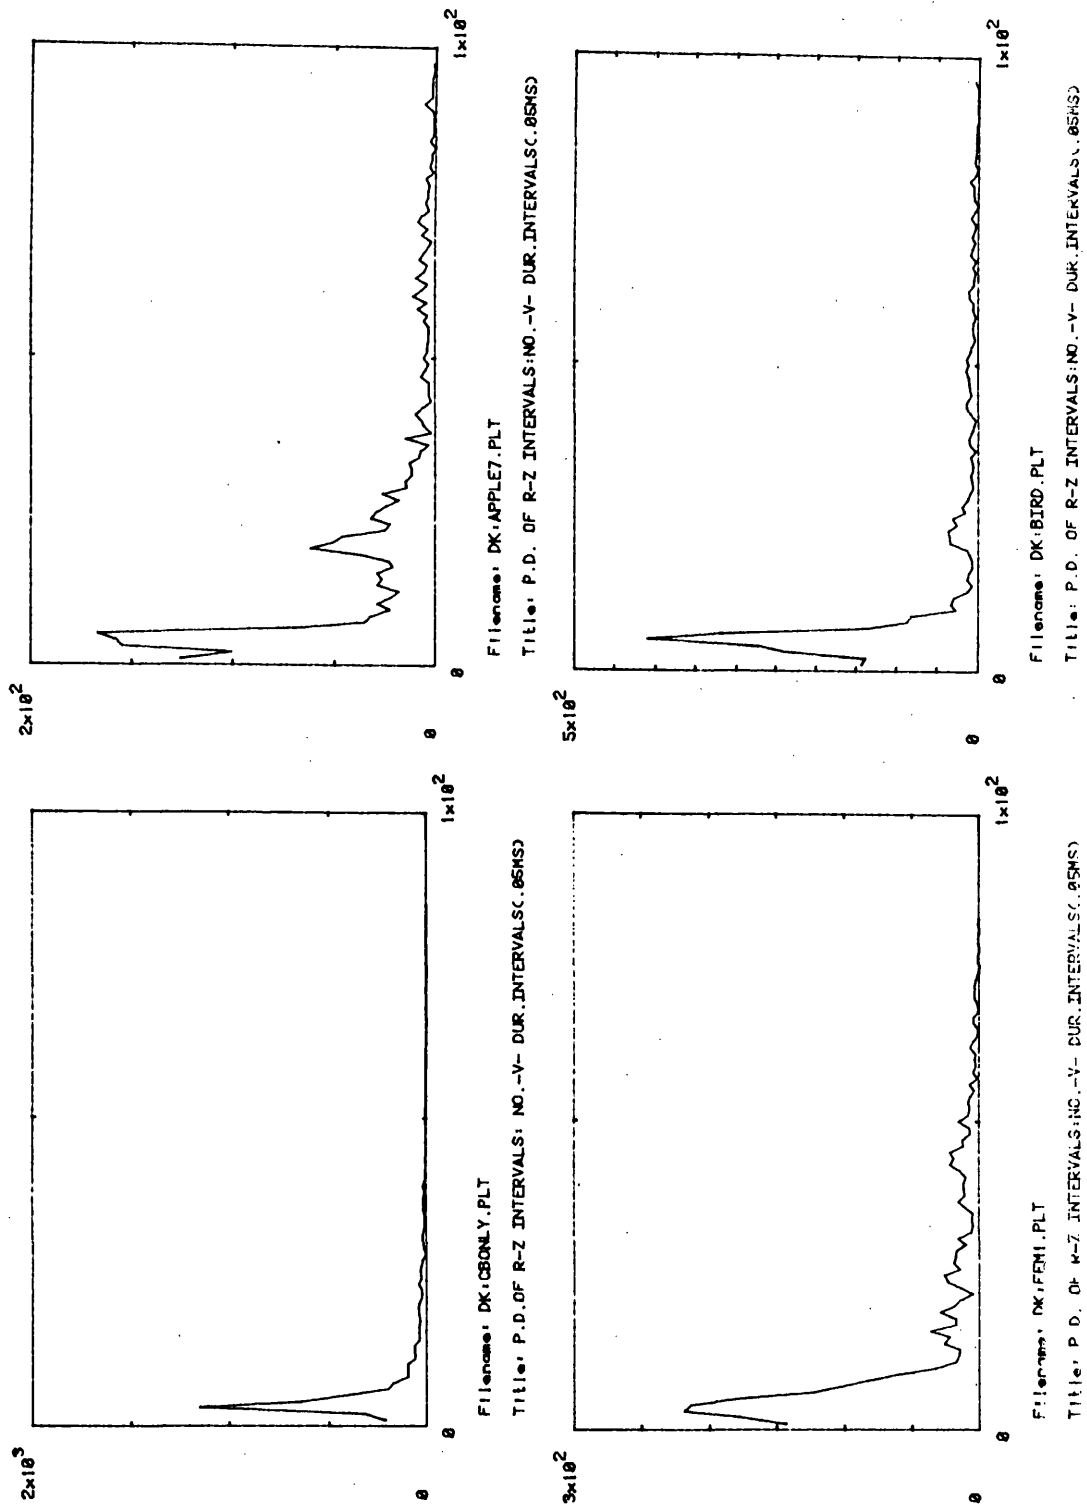 2x10³
0
0
1x10²
Filename: DK:CBONLY.PLT
Title: P.D.OF R-Z INTERVALS: NO.-V- DUR.INTERVALS(.05MS)
2x10²
0
0
1x10²
Filename: DK:APPLE7.PLT
Title: P.D. OF R-Z INTERVALS:NO.-V- DUR.INTERVALS(.05MS)
3x10²
0
0
1x10²
Filename: DK:FEM1.PLT
Title: P.D. OF R-Z INTERVALS:NO.-V- DUR.INTERVALS(.05MS)
5x10²
0
0
1x10²
Filename: DK:BIRD.PLT
Title: P.D. OF R-Z INTERVALS:NO.-V- DUR.INTERVALS(.05MS)